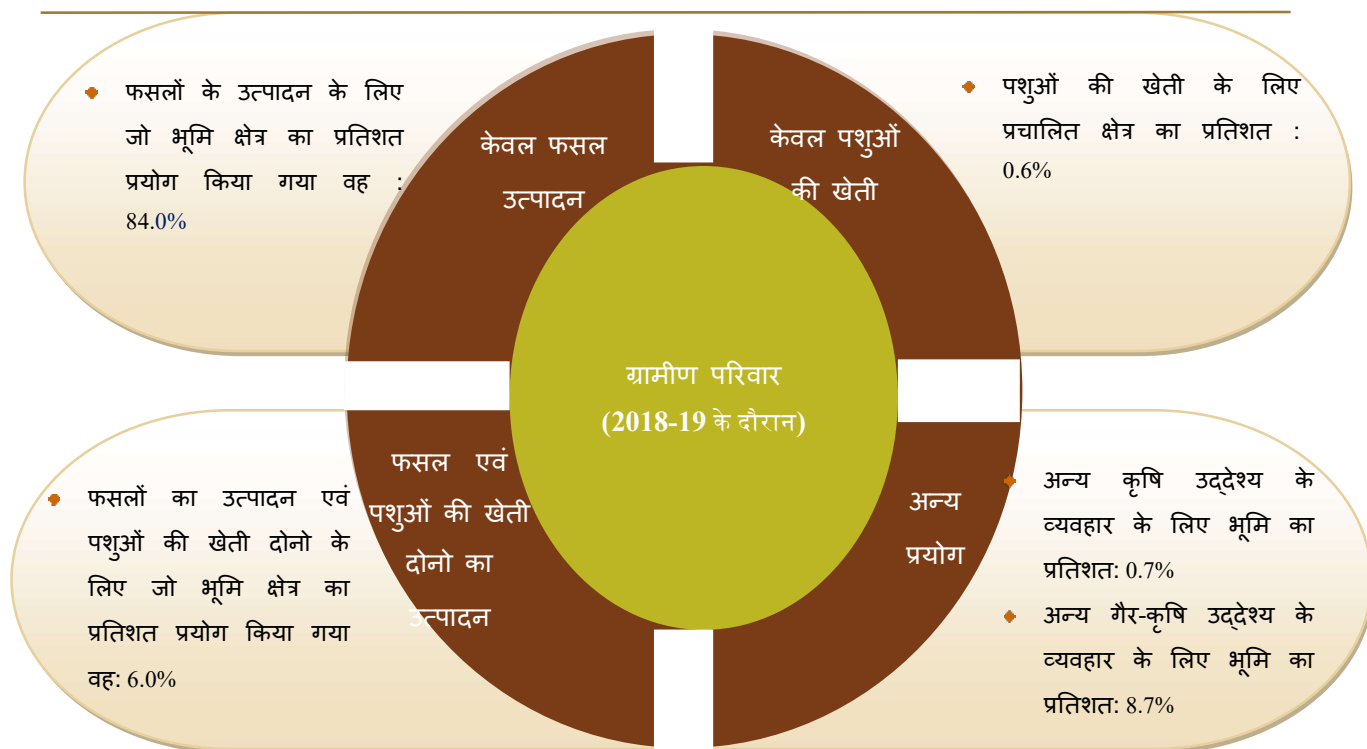 फसलों के उत्पादन के लिए
जो भूमि क्षेत्र का प्रतिशत
प्रयोग किया गया वह :
84.0%
केवल फसल
उत्पादन
केवल पशुओं
की खेती
पशुओं की खेती के लिए
प्रचालित क्षेत्र का प्रतिशत :
0.6%
ग्रामीण परिवार
(2018-19 के दौरान)
फसलों का उत्पादन एवं
पशुओं की खेती दोनो के
लिए जो भूमि क्षेत्र का
प्रतिशत प्रयोग किया गया
वह: 6.0%
फसल एवं
पशुओं की खेती
दोनो का
उत्पादन
अन्य
प्रयोग
अन्य कृषि उद्देश्य के
व्यवहार के लिए भूमि का
प्रतिशत: 0.7%
अन्य गैर-कृषि उद्देश्य के
व्यवहार के लिए भूमि का
प्रतिशत: 8.7%